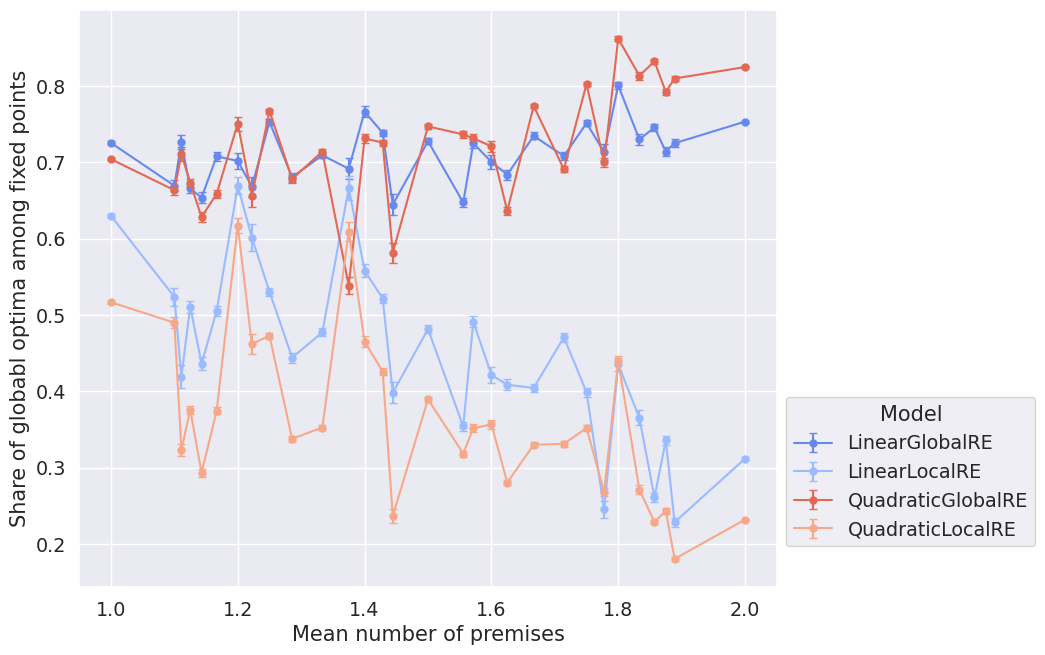 Share of globabl optima among fixed points
0.8
0.7
0.6
0.5
0.4
0.3
0.2
1.0 1.2 1.4 1.6 1.8 2.0
Mean number of premises
Model
LinearGlobalRE
LinearLocalRE
QuadraticGlobalRE
QuadraticLocalRE